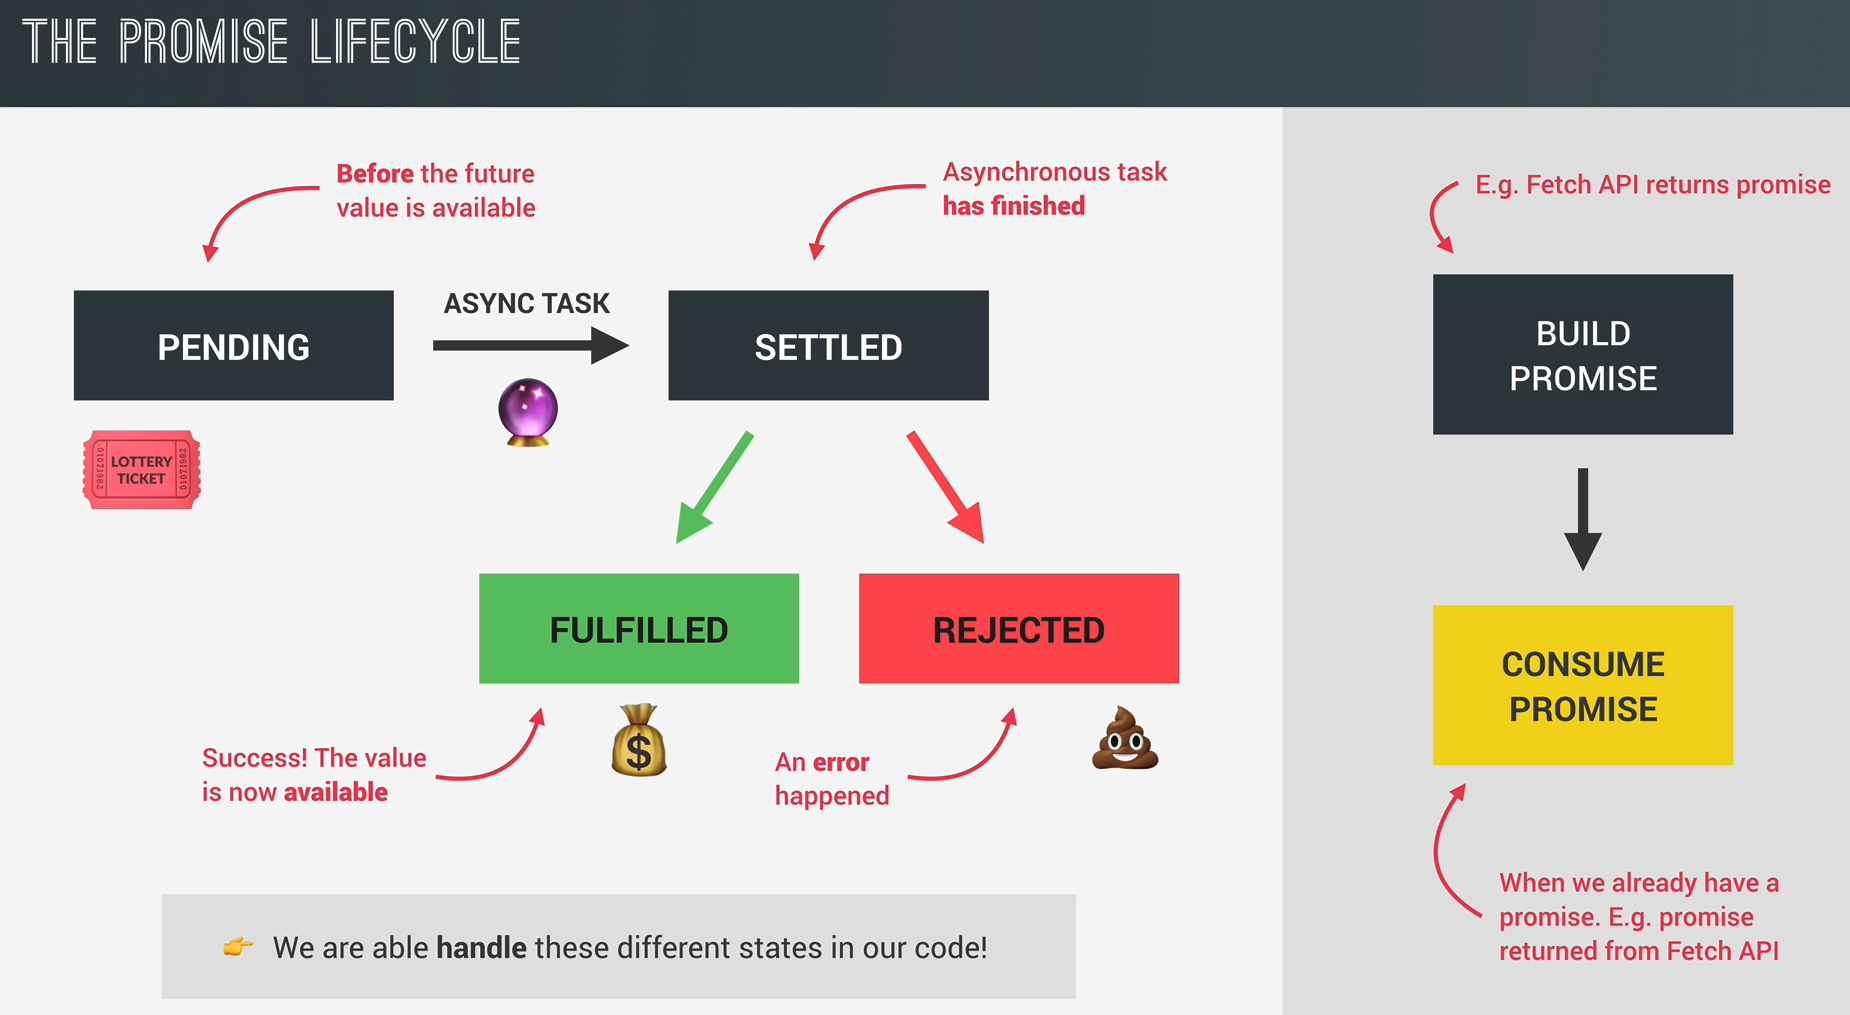 THE PROMISE LIFECYCLE
Before the future
value is available
Asynchronous task
has finished
PENDING
ASYNC TASK
SETTLED
LOTTERY
TICKET
01071982
01071982
FULFILLED
REJECTED
Success! The value
is now available
$
An error
happened
We are able handle these different states in our code!
E.g. Fetch API returns promise
BUILD
PROMISE
CONSUME
PROMISE
When we already have a
promise. E.g. promise
returned from Fetch API